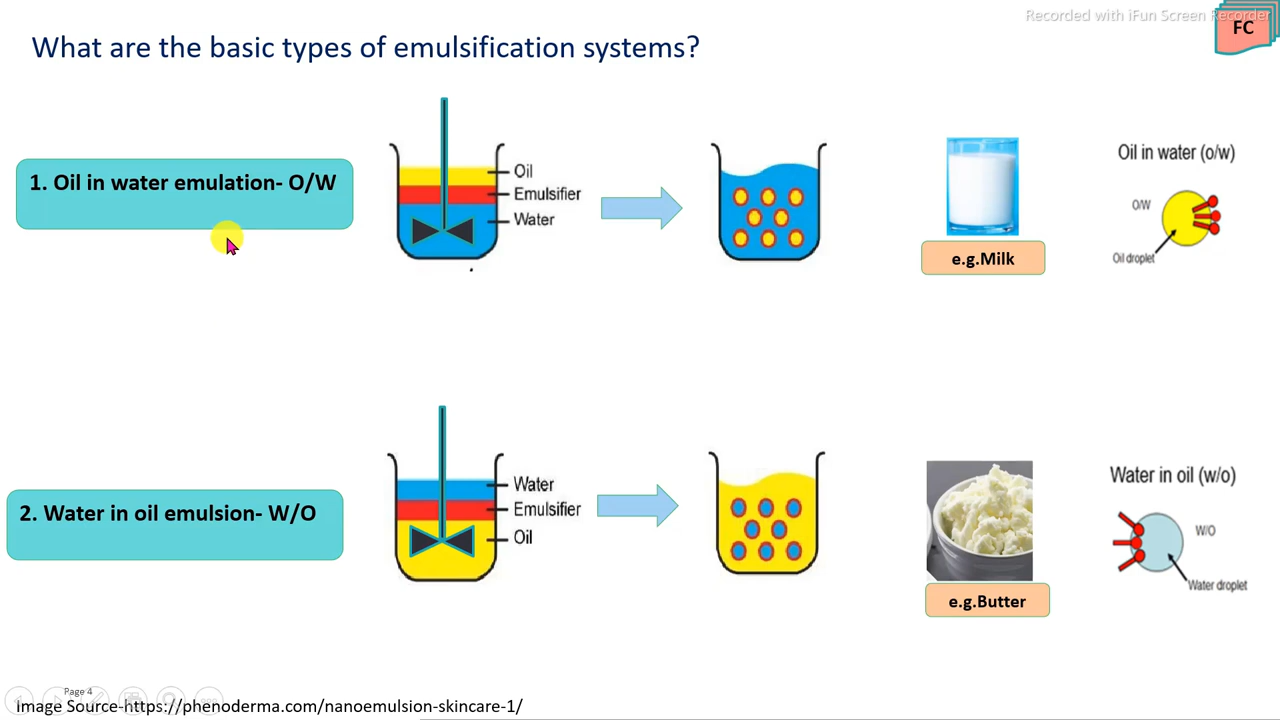 Recorded with iFun Screen Recorder
FC
What are the basic types of emulsification systems?
1. Oil in water emulation- O/W
Oil
Emulsifier
Water
e.g.Milk
Oil in water (o/w)
O/W
Oil droplet
2. Water in oil emulsion- W/O
Water
Emulsifier
Oil
e.g.Butter
Water in oil (w/o)
W/O
Water droplet
Page 4
Image Source-https://phenoderma.com/nanoemulsion-skincare-1/